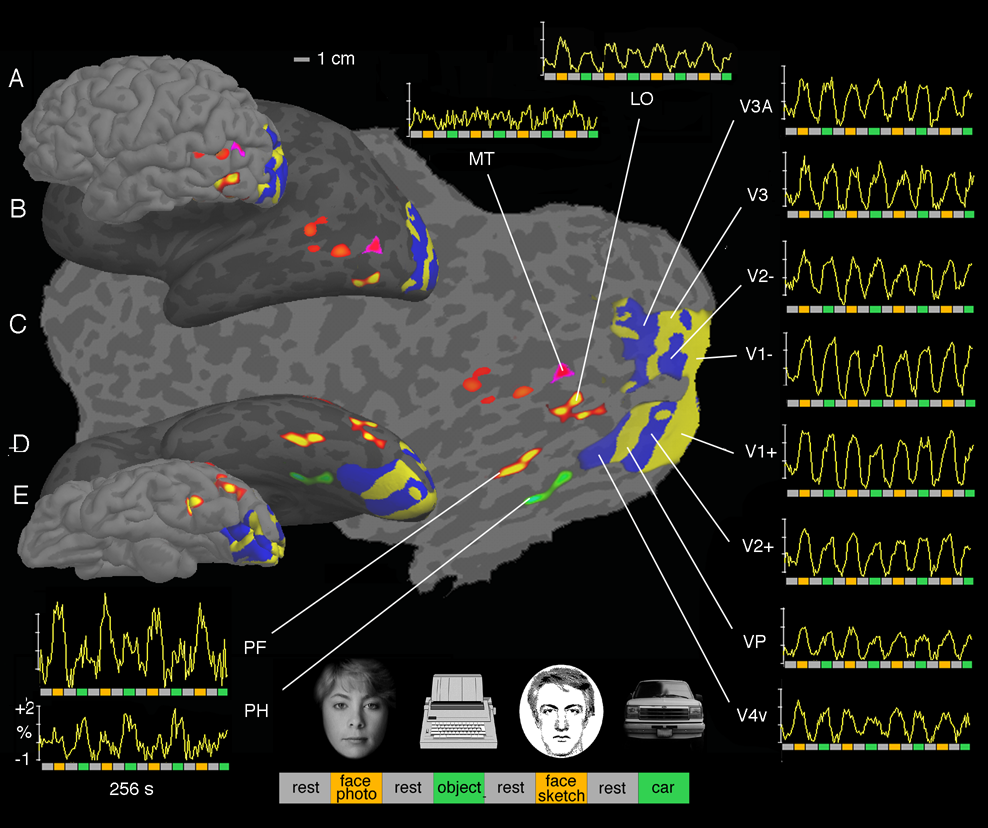 A
1 cm
LO
V3A
MT
B
V3
V2-
C
V1-
D
V1+
E
V2+
PF
VP
PH
V4v
+2
%
-1
256 s
rest face photo rest object rest face sketch rest car